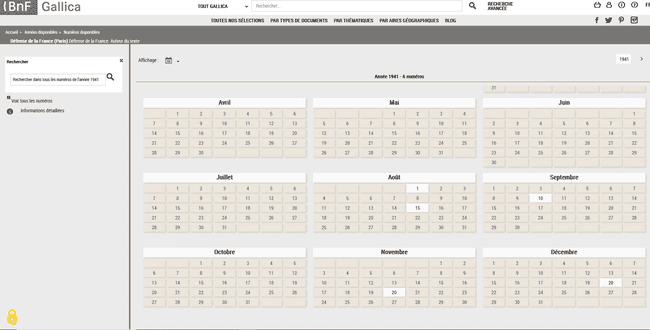 {BnF Gallica
TOUT GALLICA
Rechercher...
RECHERCHE AVANCÉE
FR
TOUTES NOS SÉLECTIONS PAR TYPES DE DOCUMENTS PAR THÉMATIQUES PAR AIRES GÉOGRAPHIQUES BLOG
Accueil > Années disponibles > Numéros disponibles
Défense de la France (Paris) Défense de la France. Auteur du texte
Rechercher
Rechercher dans tous les numéros de l'année 1941
Voir tous les numéros
Informations détaillées
Affichage :
1941
Année 1941 - 6 numéros
31
Avril Mai Juin
1 2 3 4 5 6 1 2 3 4 1
7 8 9 10 11 12 13 5 6 7 8 9 10 11 2 3 4 5 6 7 8
14 15 16 17 18 19 20 12 13 14 15 16 17 18 9 10 11 12 13 14 15
21 22 23 24 25 26 27 19 20 21 22 23 24 25 16 17 18 19 20 21 22
28 29 30 26 27 28 29 30 31 23 24 25 26 27 28 29
30
Juillet Août Septembre
1 2 3 4 5 6 1 2 3 1 2 3 4 5 6 7
7 8 9 10 11 12 13 4 5 6 7 8 9 10 8 9 10 11 12 13 14
14 15 16 17 18 19 20 11 12 13 14 15 16 17 15 16 17 18 19 20 21
21 22 23 24 25 26 27 18 19 20 21 22 23 24 22 23 24 25 26 27 28
28 29 30 31 25 26 27 28 29 30 31 29 30
Octobre Novembre Décembre
1 2 3 4 5 1 2 1 2 3 4 5 6 7
6 7 8 9 10 11 12 3 4 5 6 7 8 9 8 9 10 11 12 13 14
13 14 15 16 17 18 19 10 11 12 13 14 15 16 15 16 17 18 19 20 21
20 21 22 23 24 25 26 17 18 19 20 21 22 23 22 23 24 25 26 27 28
27 28 29 30 31 24 25 26 27 28 29 30 29 30 31